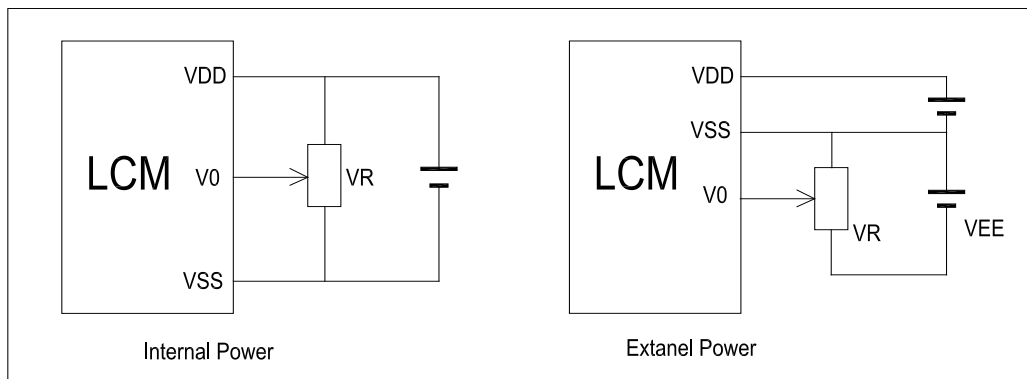 VDD
LCM
V0
VR
VSS
Internal Power
VDD
VSS
LCM
V0
VR
VEE
Extanel Power